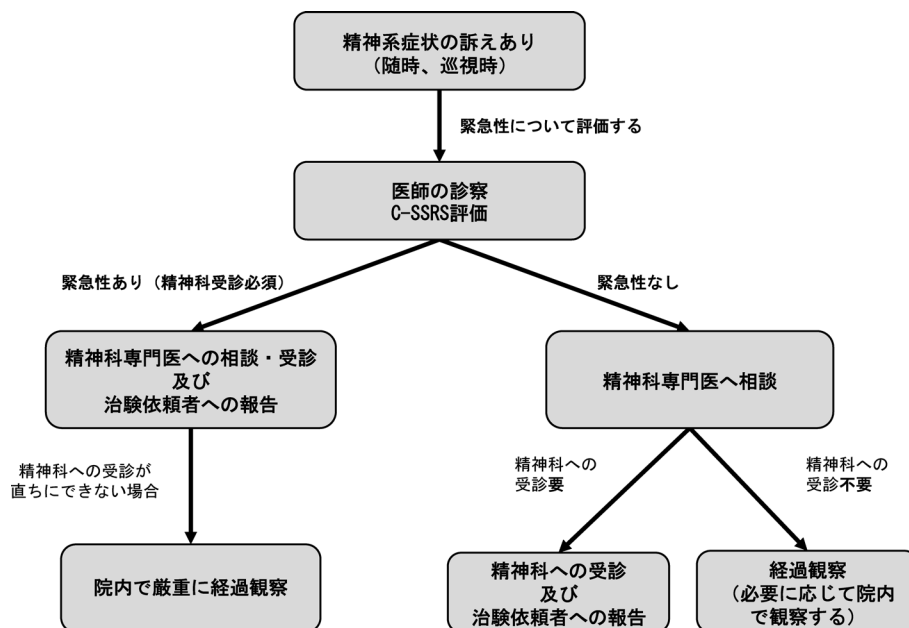 精神系症状の訴えあり
（随時、巡視時）
緊急性について評価する
医師の診察
C-SSRS評価
緊急性あり（精神科受診必須）
緊急性なし
精神科専門医への相談・受診
及び
治験依頼者への報告
精神科専門医へ相談
精神科への受診が
直ちにできない場合
精神科への
受診要
精神科への
受診不要
院内で厳重に経過観察
精神科への受診
及び
治験依頼者への報告
経過観察
（必要に応じて院内
で観察する）